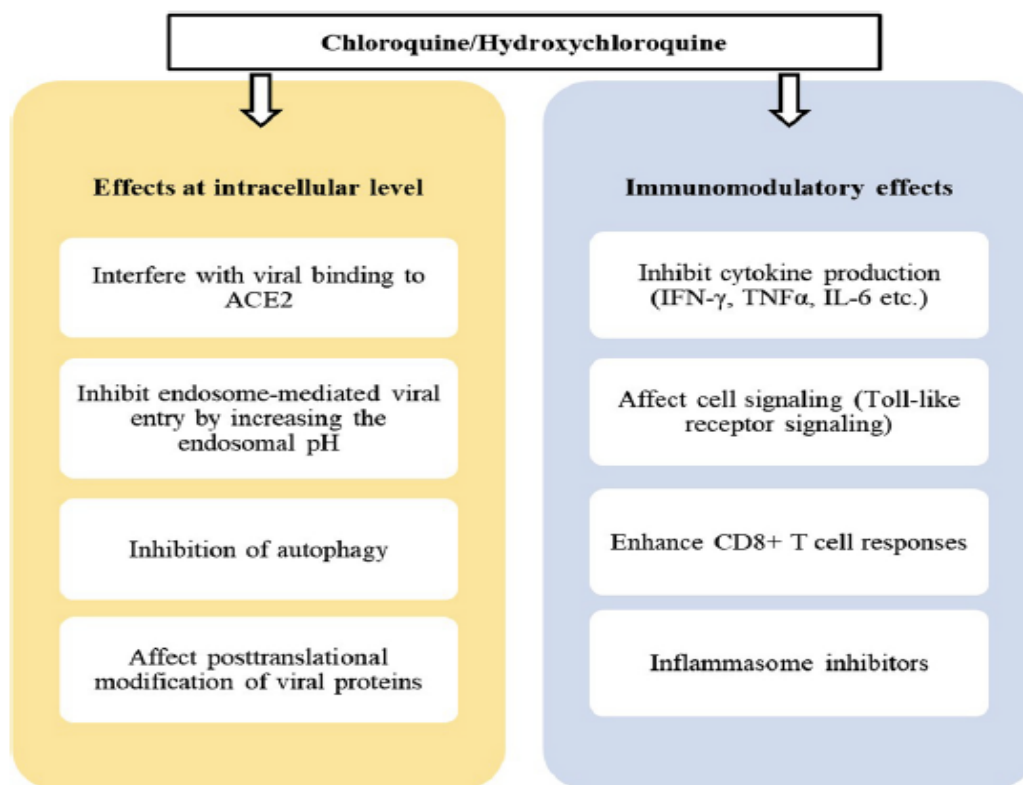 Chloroquine/Hydroxychloroquine
Effects at intracellular level
Interfere with viral binding to
ACE2
Inhibit endosome-mediated viral
entry by increasing the
endosomal pH
Inhibition of autophagy
Affect posttranslational
modification of viral proteins
Immunomodulatory effects
Inhibit cytokine production
(IFN-γ, TNFα, IL-6 etc.)
Affect cell signaling (Toll-like
receptor signaling)
Enhance CD8+ T cell responses
Inflammasome inhibitors